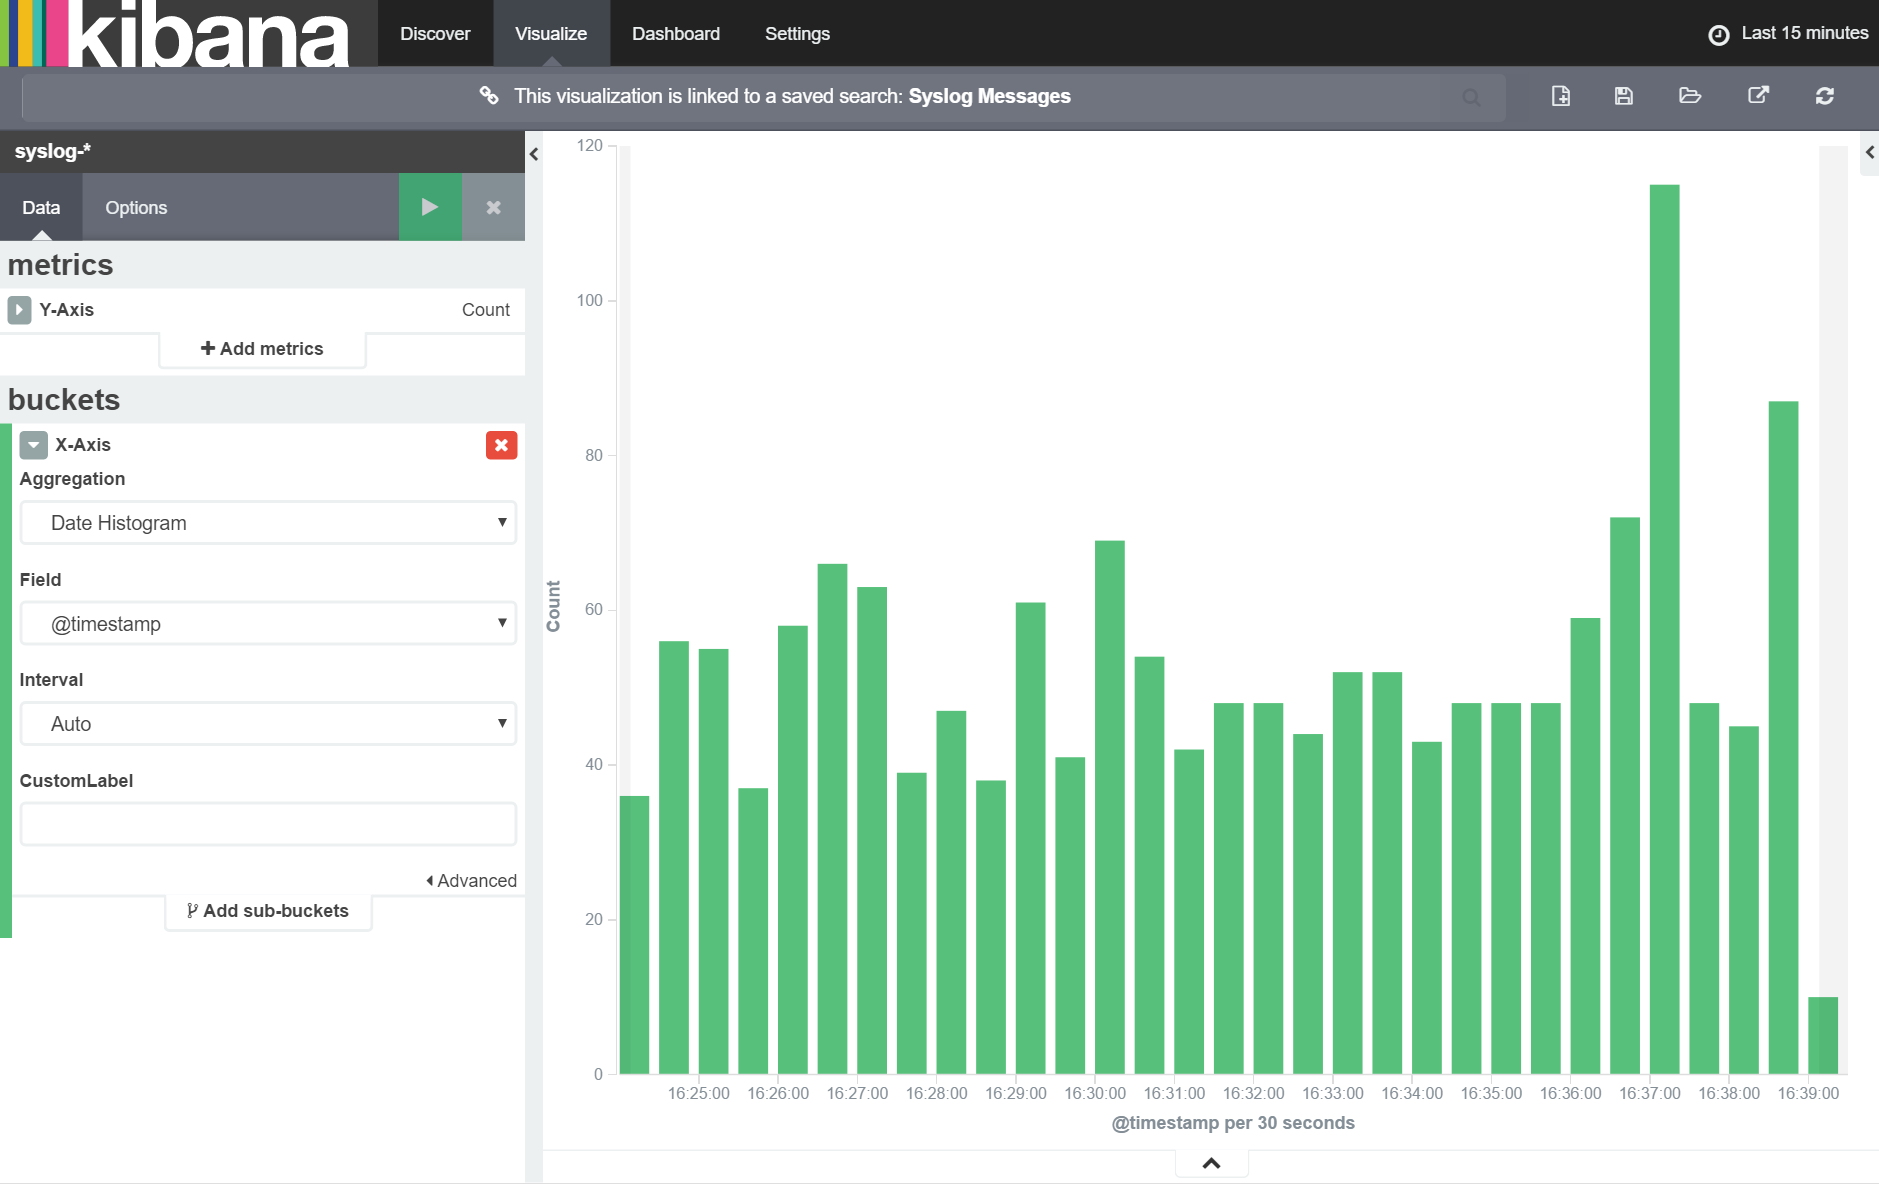 kibana
Discover
Visualize
Dashboard
Settings
Last 15 minutes
This visualization is linked to a saved search: Syslog Messages
syslog-*
Data
Options
metrics
Y-Axis
Count
Add metrics
buckets
X-Axis
Aggregation
Date Histogram
Field
@timestamp
Interval
Auto
CustomLabel
Advanced
Add sub-buckets
120
100
80
60
40
20
0
Count
16:25:00 16:26:00 16:27:00 16:28:00 16:29:00 16:30:00 16:31:00 16:32:00 16:33:00 16:34:00 16:35:00 16:36:00 16:37:00 16:38:00 16:39:00
@timestamp per 30 seconds